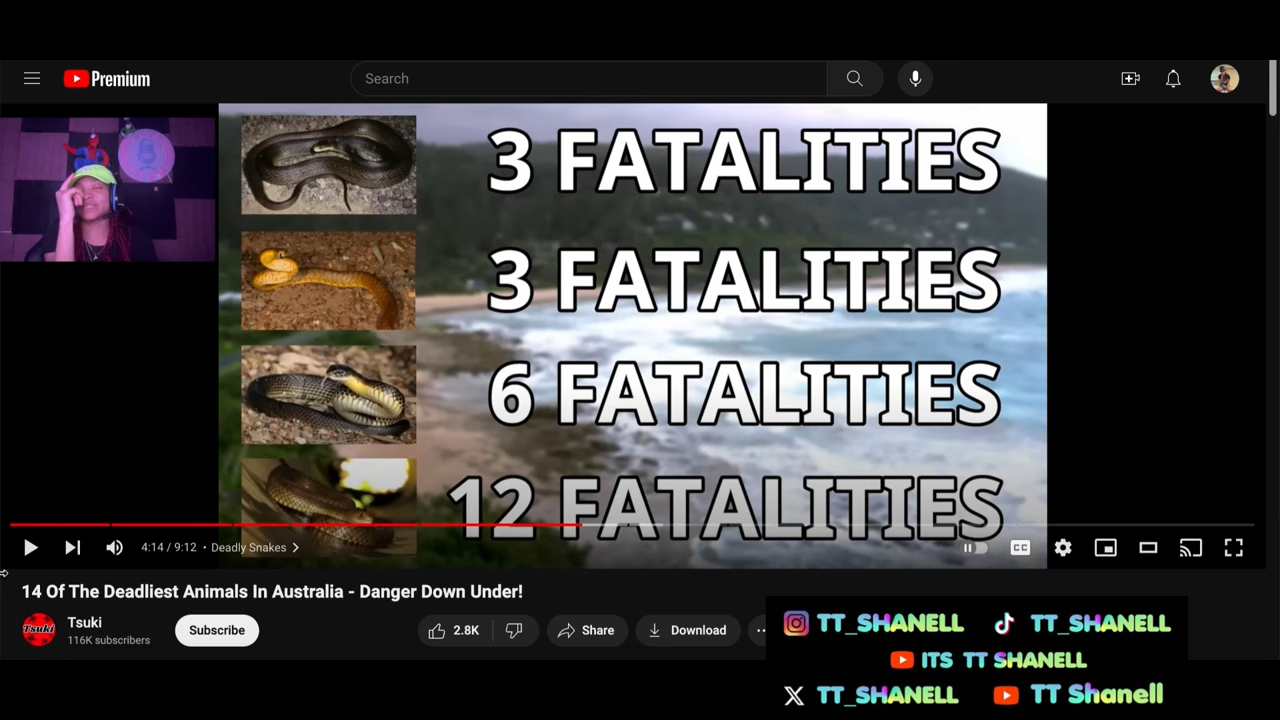 Premium
Search
3 FATALITIES
3 FATALITIES
6 FATALITIES
12 FATALITIES
4:14 / 9:12 • Deadly Snakes
CC
14 Of The Deadliest Animals In Australia - Danger Down Under!
Tsuki
Tsuki
116K subscribers
Subscribe
2.8K
Share
Download
TT_SHANELL
TT_SHANELL
ITS TT SHANELL
TT_SHANELL
TT Shanell